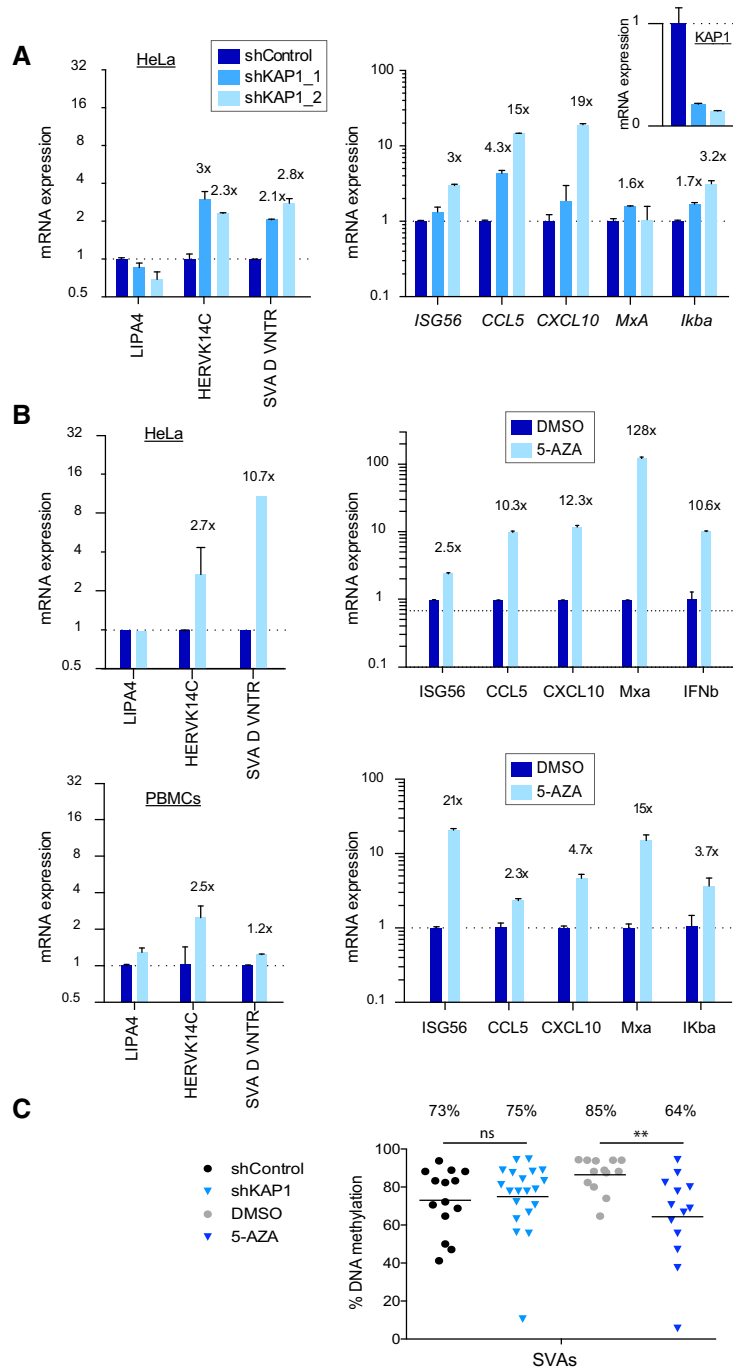 A
HeLa
shControl
shKAP1_1
shKAP1_2
mRNA expression
32
16
8
4
2
1
0.5
3x
2.3x
2.1x
2.8x
LIPA4
HERVK14C
SVA D VNTR
mRNA expression
100
10
1
0.1
3x
4.3x
15x
19x
1.6x
1.7x
3.2x
ISG56
CCL5
CXCL10
MxA
Ikba
mRNA expression
1
0
KAP1
B
HeLa
mRNA expression
32
16
8
4
2
1
0.5
2.7x
10.7x
LIPA4
HERVK14C
SVA D VNTR
DMSO
5-AZA
mRNA expression
100
10
1
0.1
2.5x
10.3x
12.3x
128x
10.6x
ISG56
CCL5
CXCL10
Mxa
IFNb
PBMCs
mRNA expression
32
16
8
4
2
1
0.5
2.5x
1.2x
LIPA4
HERVK14C
SVA D VNTR
DMSO
5-AZA
mRNA expression
100
10
1
0.1
21x
2.3x
4.7x
15x
3.7x
ISG56
CCL5
CXCL10
Mxa
IKba
C
shControl
shKAP1
DMSO
5-AZA
73% 75% 85% 64%
ns
**
% DNA methylation
100
80
60
40
20
0
SVAs